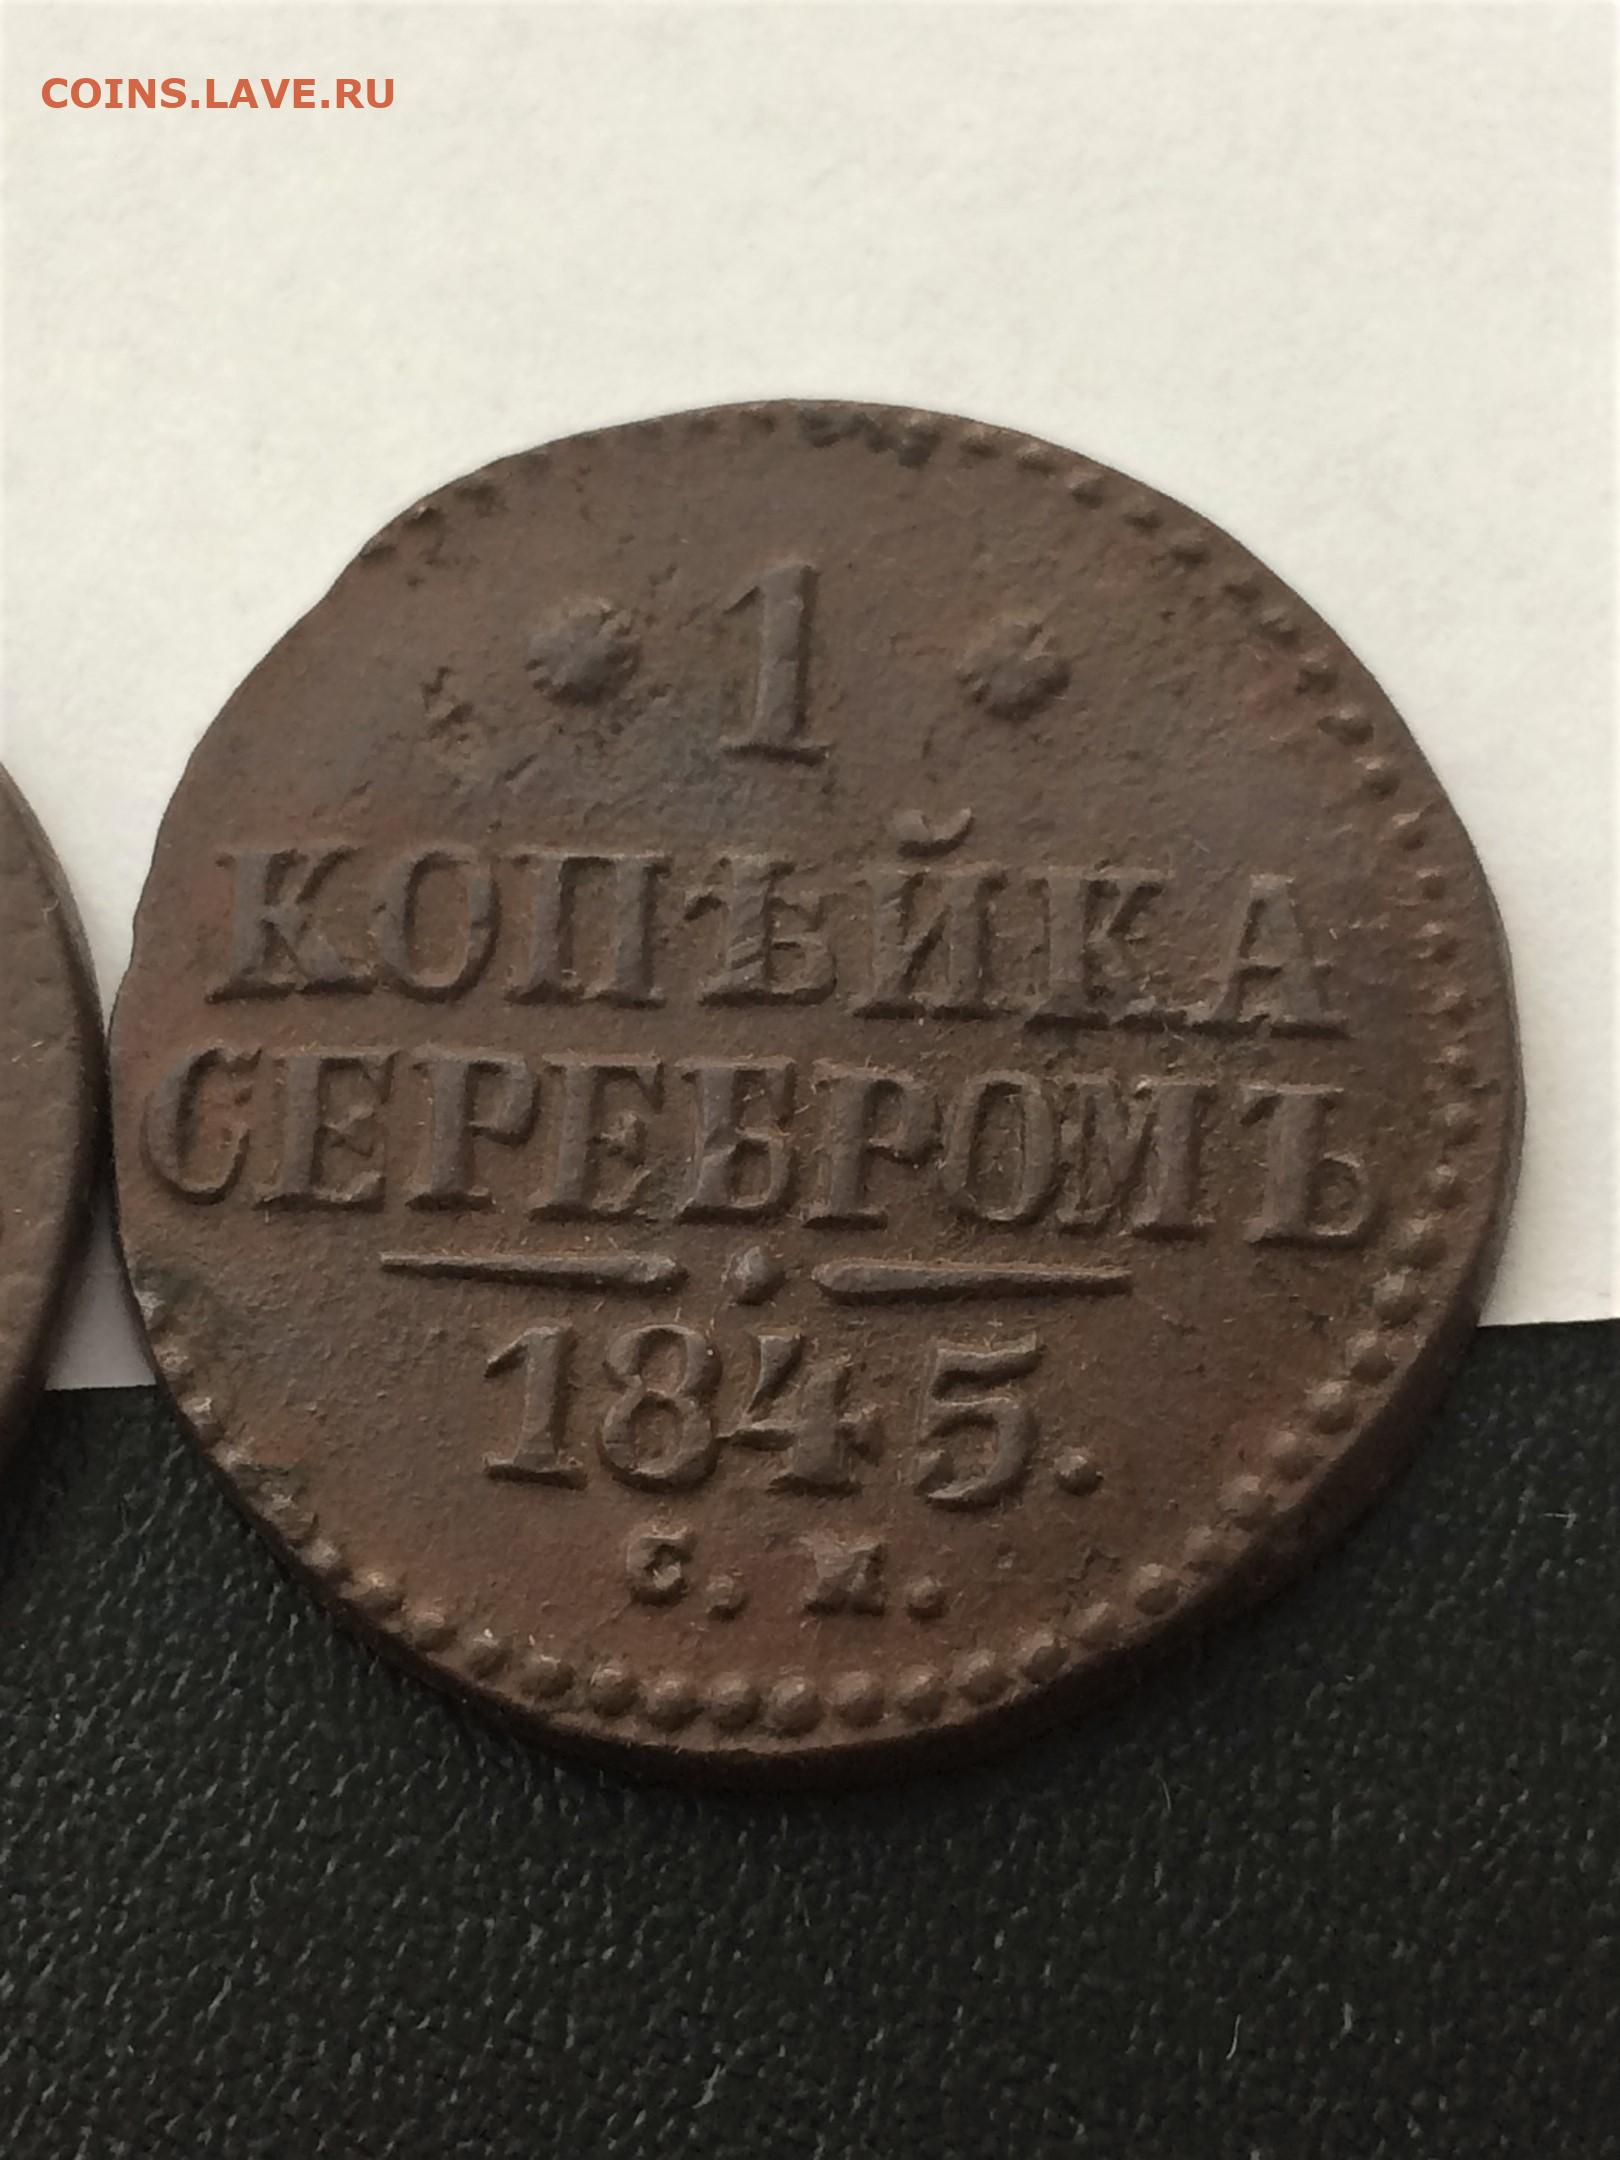 COINS.LAVE.RU
1
КОПѢЙКА
СЕРЕБРОМЪ
1845.
С. М.